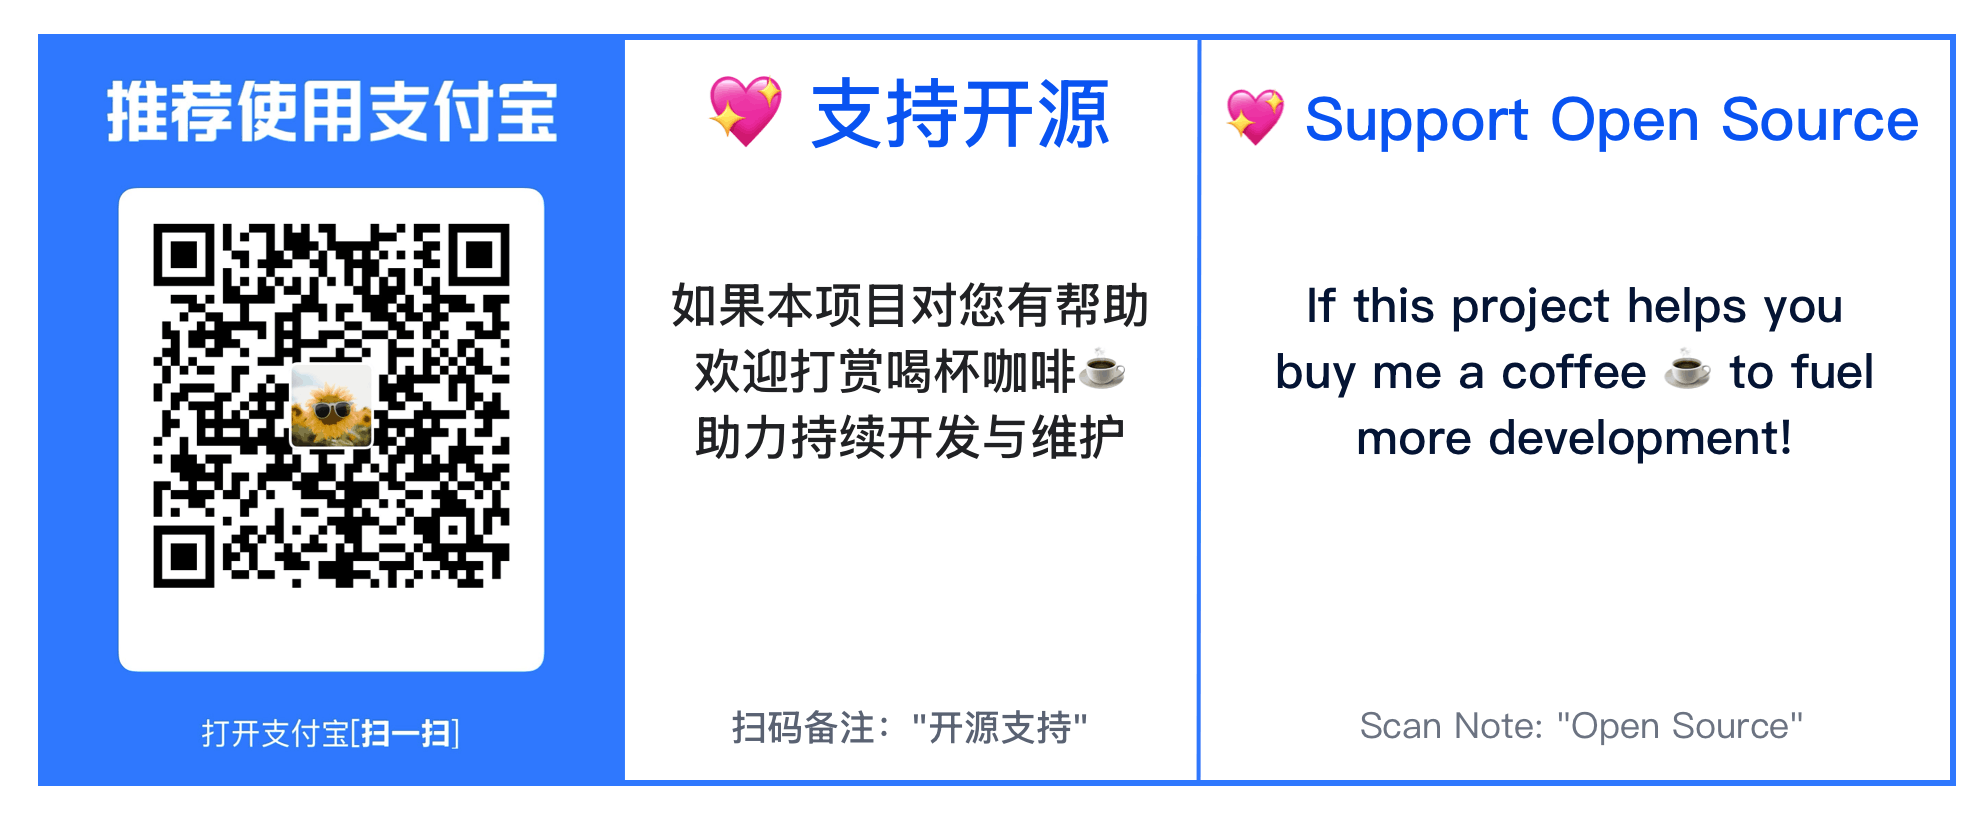 推荐使用支付宝
打开支付宝[扫一扫]
💖 支持开源
如果本项目对您有帮助
欢迎打赏喝杯咖啡☕
助力持续开发与维护
扫码备注："开源支持"
💖 Support Open Source
If this project helps you
buy me a coffee ☕ to fuel
more development!
Scan Note: "Open Source"